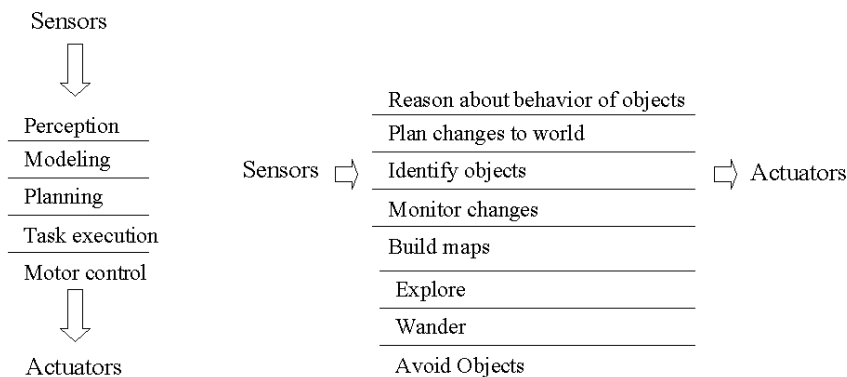 Sensors
Perception
Modeling
Planning
Task execution
Motor control
Actuators
Sensors
Reason about behavior of objects
Plan changes to world
Identify objects
Monitor changes
Build maps
Explore
Wander
Avoid Objects
Actuators